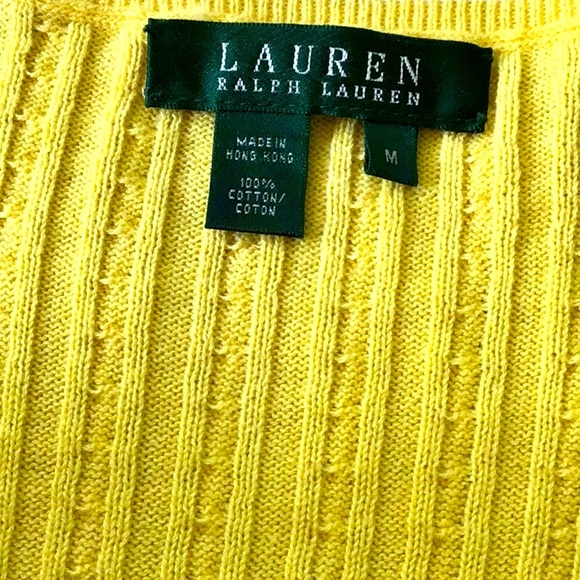 LAUREN
RALPH LAUREN
MADE IN
HONG KONG
100%
COTTON/
COTON
M